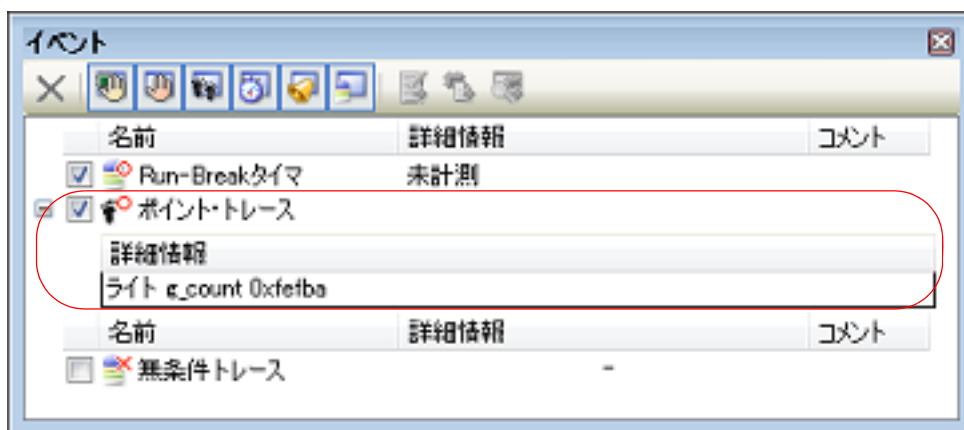 イベント
名前 詳細情報 コメント
Run-Breakタイマ 未計測
ポイント・トレース
詳細情報
ライト g_count 0xfefba
名前 詳細情報 コメント
無条件トレース -